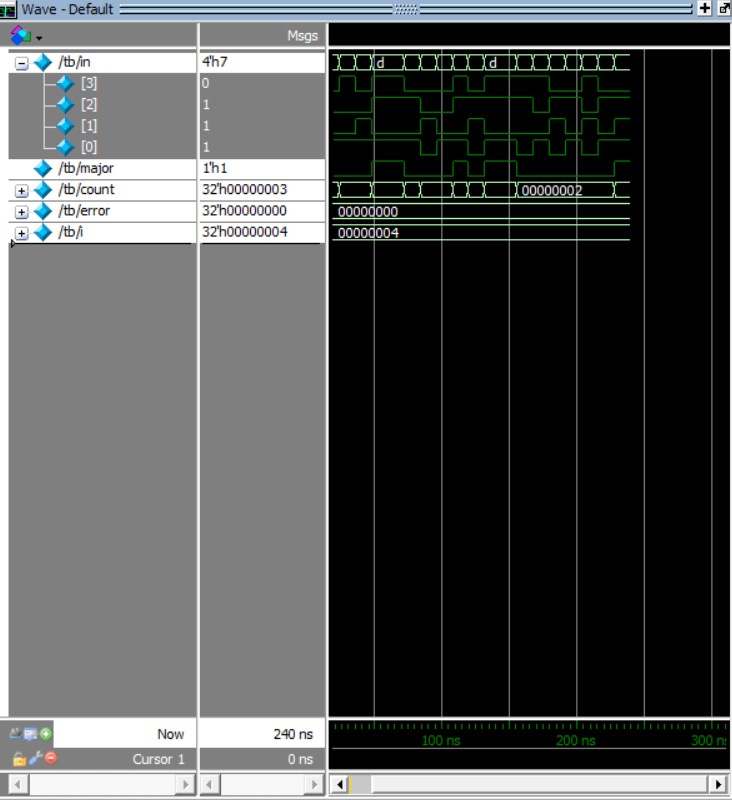 Wave - Default
Msgs
/tb/in 4'h7 d d
[3] 0
[2] 1
[1] 1
[0] 1
/tb/major 1'h1
/tb/count 32'h00000003 00000002
/tb/error 32'h00000000 00000000
/tb/i 32'h00000004 00000004
Now 240 ns
100 ns 200 ns 300 n
Cursor 1 0 ns